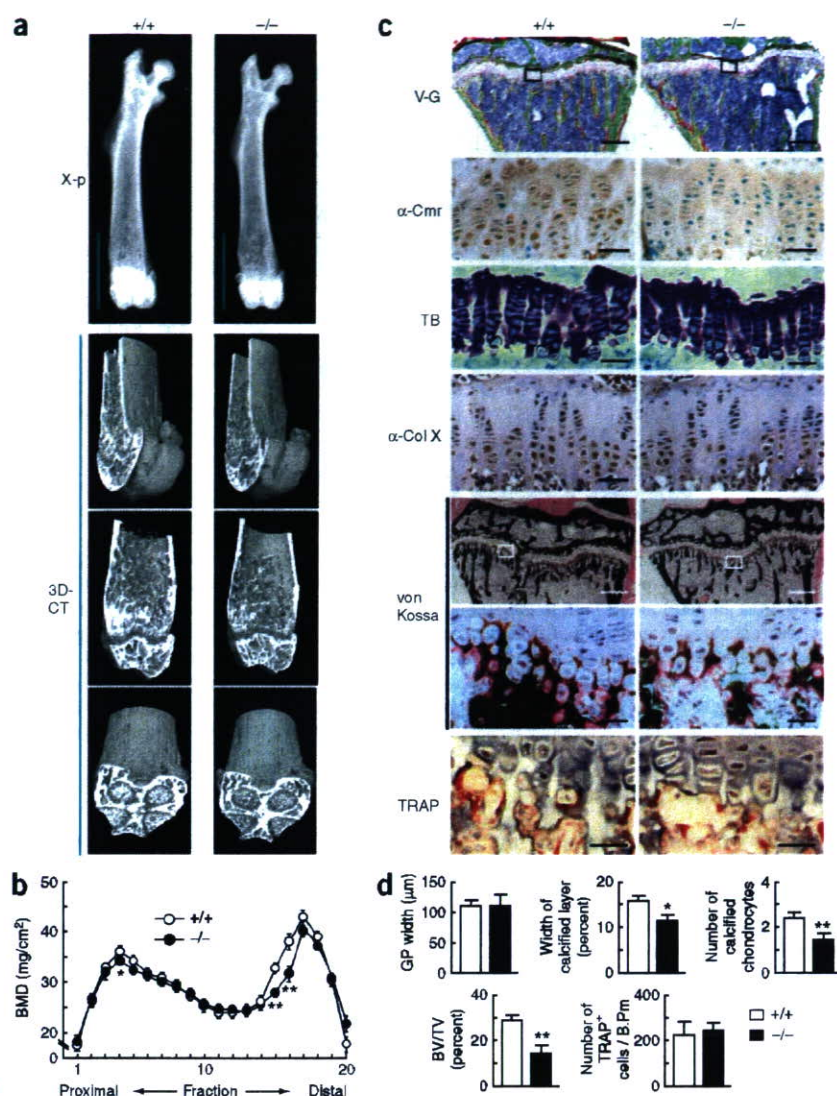 a
+/+
–/–
X-p
3D-
CT
c
+/+
–/–
V-G
α-Cmr
TB
α-Col X
von
Kossa
TRAP
b
50
40
30
20
0
BMD (mg/cm²)
+/+
–/–
*
*
**
**
1
10
20
Proximal ← Fraction → Distal
d
GP width (µm)
150
100
50
0
Width of
calcified layer
(percent)
20
10
0
*
Number of
calcified
chondrocytes
4
2
0
**
BV/TV
(percent)
40
20
0
**
Number of
TRAP⁺
cells / B.Pm
400
200
0
+/+
–/–